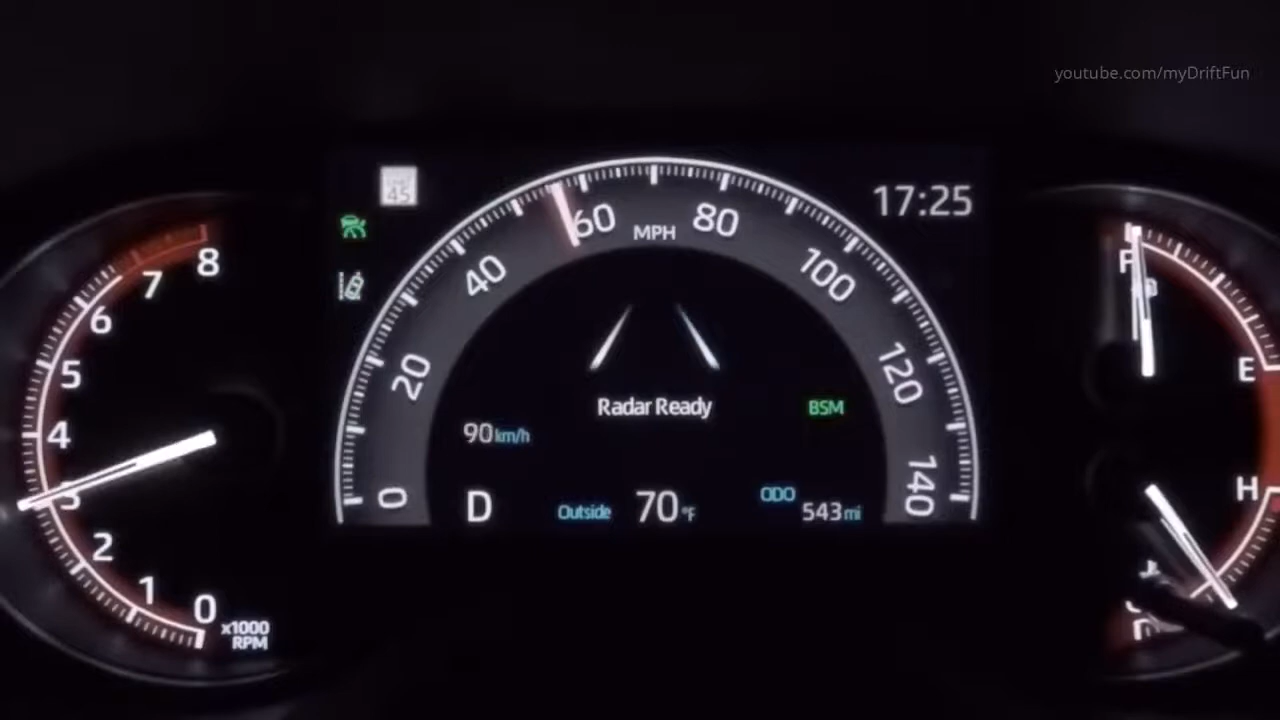 youtube.com/myDriftFun
45
17:25
0
20
40
60
80
100
120
140
MPH
Radar Ready
BSM
90km/h
D
Outside
70°F
ODO
543mi
8
7
6
5
4
3
2
1
0
x1000
RPM
F
E
H